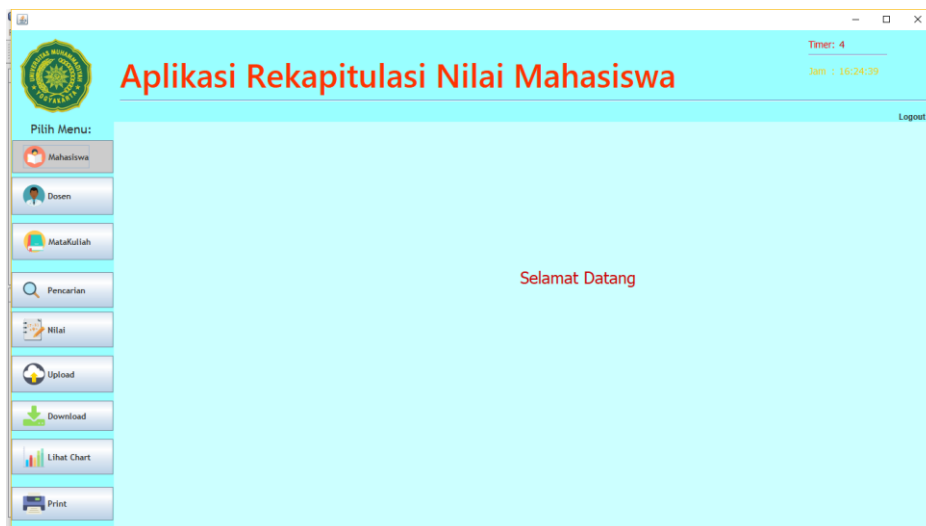 Timer: 4
Aplikasi Rekapitulasi Nilai Mahasiswa
Jam : 16:24:39
Logout
Pilih Menu:
Mahasiswa
Dosen
MataKuliah
Selamat Datang
Pencarian
Nilai
Upload
Download
Lihat Chart
Print